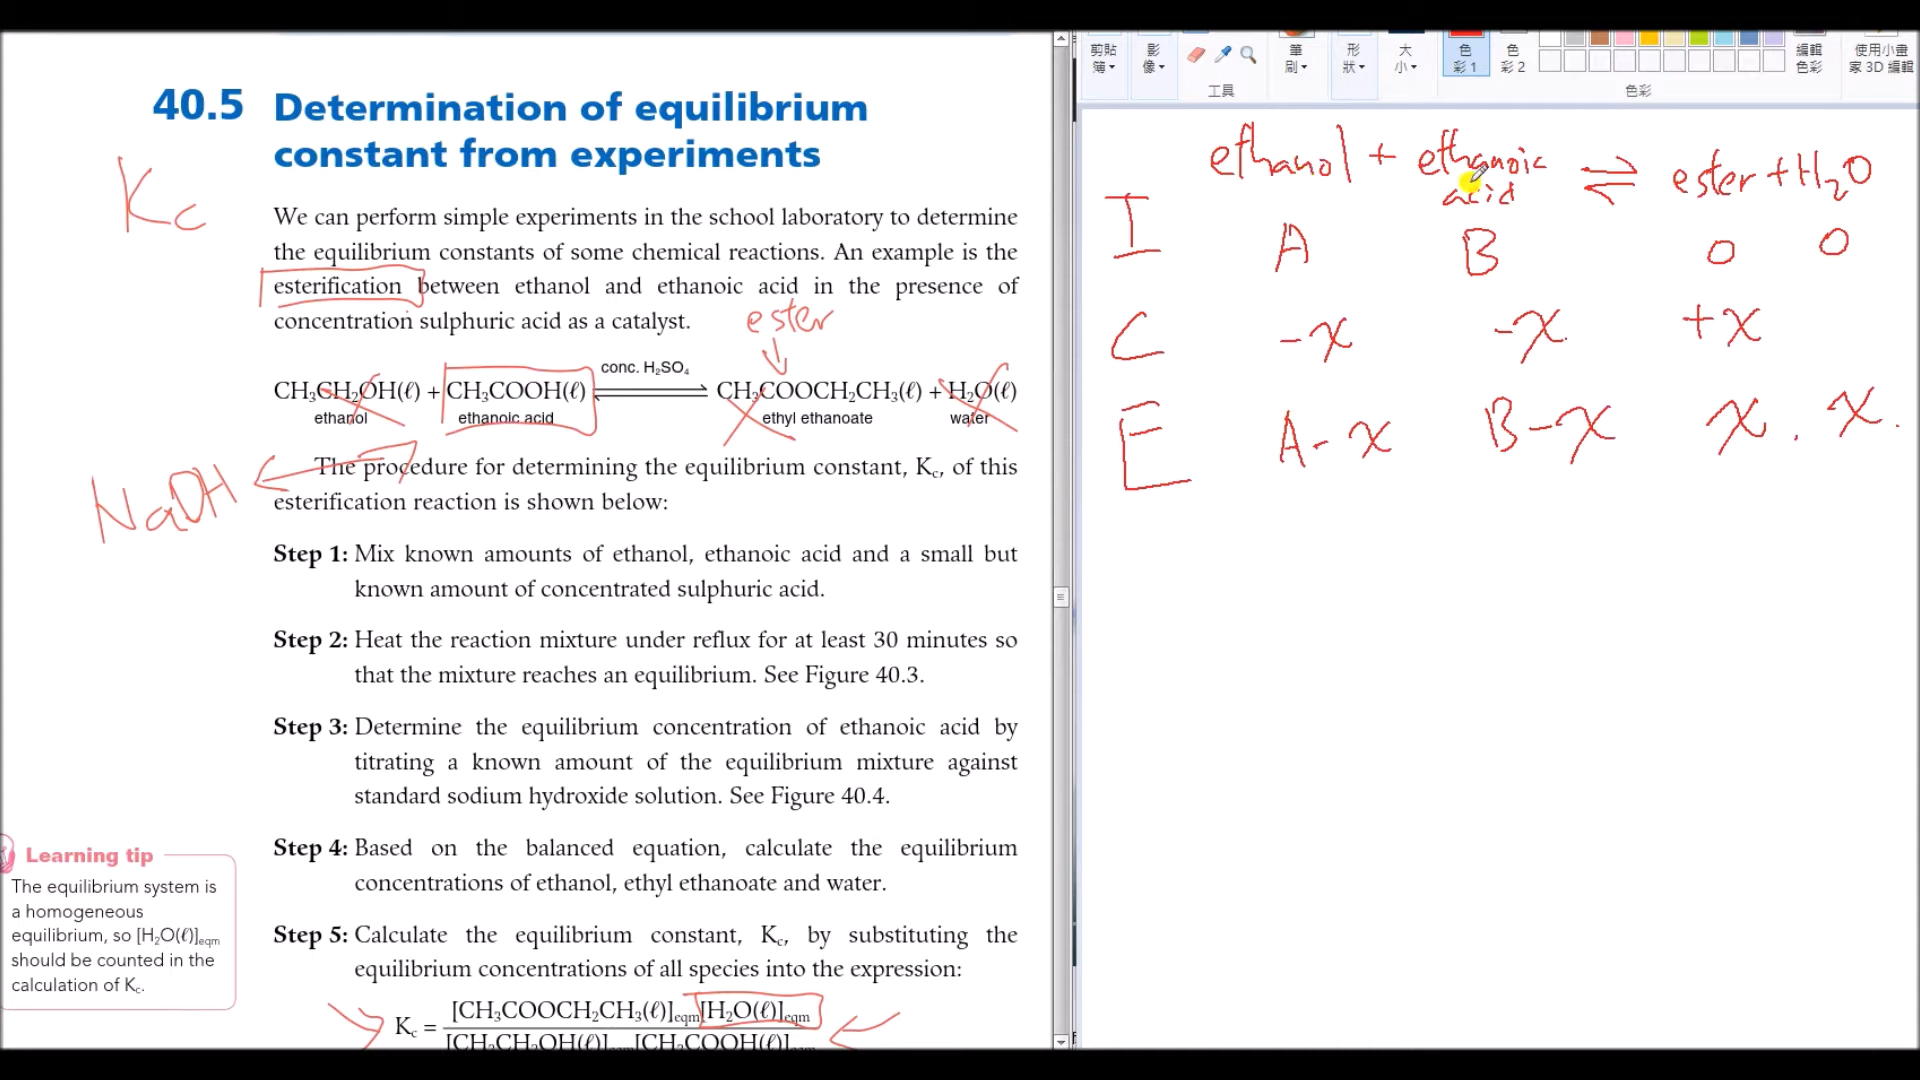 40.5 Determination of equilibrium
constant from experiments
K_c
We can perform simple experiments in the school laboratory to determine
the equilibrium constants of some chemical reactions. An example is the
esterification between ethanol and ethanoic acid in the presence of
concentration sulphuric acid as a catalyst.
ester
conc. H₂SO₄
CH₃CH₂OH(ℓ) + CH₃COOH(ℓ) ⇌ CH₃COOCH₂CH₃(ℓ) + H₂O(ℓ)
ethanol ethanoic acid ethyl ethanoate water
NaOH
The procedure for determining the equilibrium constant, K_c, of this
esterification reaction is shown below:
Step 1: Mix known amounts of ethanol, ethanoic acid and a small but
known amount of concentrated sulphuric acid.
Step 2: Heat the reaction mixture under reflux for at least 30 minutes so
that the mixture reaches an equilibrium. See Figure 40.3.
Step 3: Determine the equilibrium concentration of ethanoic acid by
titrating a known amount of the equilibrium mixture against
standard sodium hydroxide solution. See Figure 40.4.
Step 4: Based on the balanced equation, calculate the equilibrium
concentrations of ethanol, ethyl ethanoate and water.
Step 5: Calculate the equilibrium constant, K_c, by substituting the
equilibrium concentrations of all species into the expression:
K_c = [CH₃COOCH₂CH₃(ℓ)]eqm[H₂O(ℓ)]eqm
[CH₃CH₂OH(ℓ)]eqm[CH₃COOH(ℓ)]eqm
Learning tip
The equilibrium system is
a homogeneous
equilibrium, so [H₂O(ℓ)]eqm
should be counted in the
calculation of K_c.
剪貼
簿
影
像
工具
筆
刷
形
狀
大
小
色
彩 1
色
彩 2
編輯
色彩
色彩
使用小畫
家 3D 編輯
ethanol + ethanoic ⇌ ester + H₂O
acid
I A B 0 0
C -x -x +x
E A-x B-x x. x.